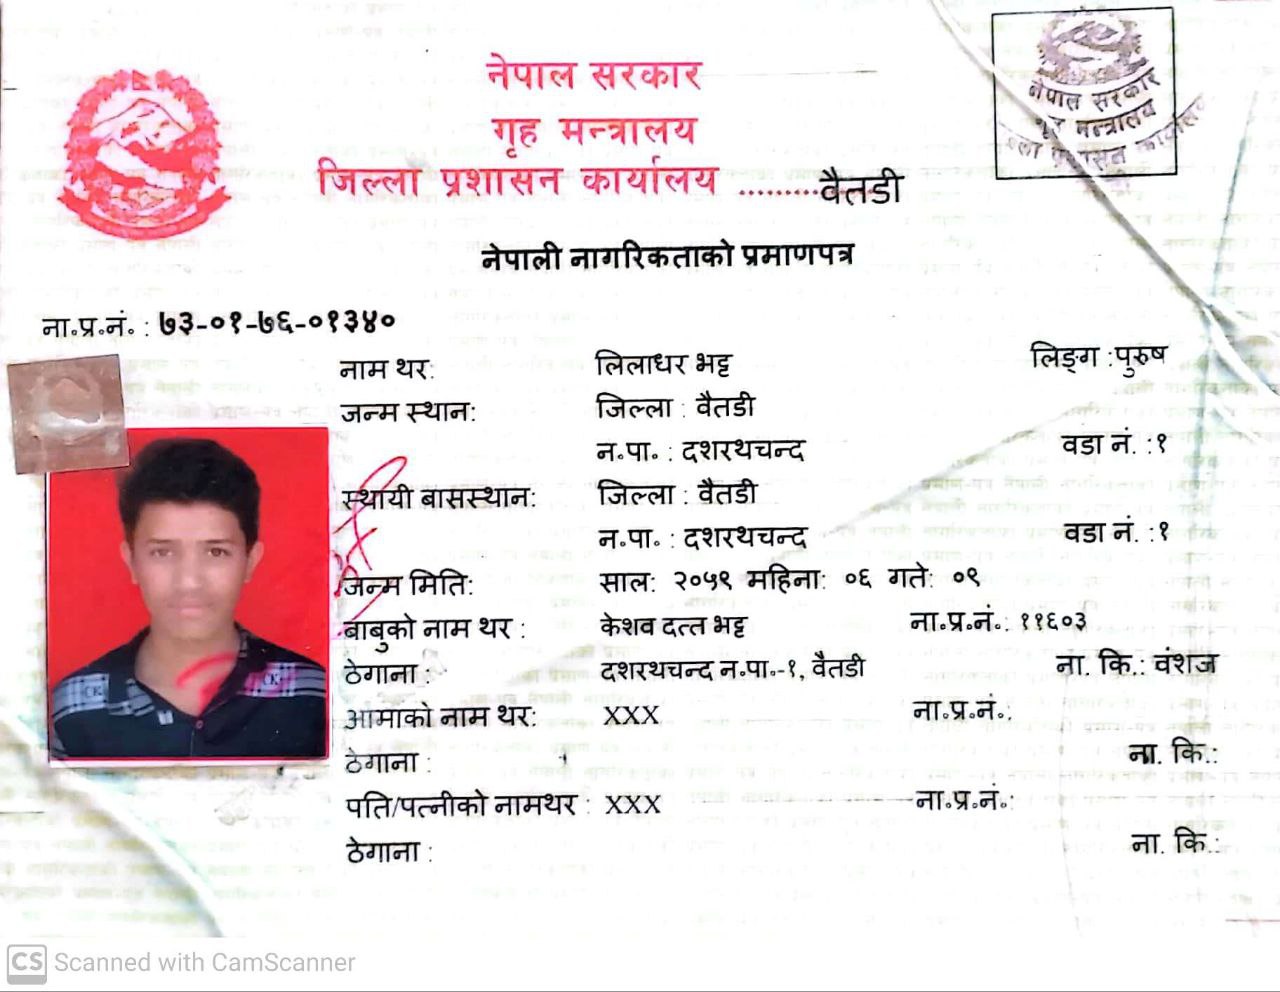 नेपाल सरकार
गृह मन्त्रालय
जिल्ला प्रशासन कार्यालय .........वैतडी
नेपाल सरकार
गृह मन्त्रालय
प्रशासन
नेपाली नागरिकताको प्रमाणपत्र
ना॰प्र॰नं॰ : ७३-०१-७६-०१३४०
नाम थर: लिलाधर भट्ट लिङ्ग :पुरुष
जन्म स्थान: जिल्ला : वैतडी
न॰पा॰ : दशरथचन्द वडा नं. :१
स्थायी बासस्थान: जिल्ला : वैतडी
न॰पा॰ : दशरथचन्द वडा नं. :१
जन्म मिति: साल: २०५९ महिना: ०६ गते: ०९
बाबुको नाम थर : केशव दत्त भट्ट ना॰प्र॰नं॰: ११६०३
ठेगाना : दशरथचन्द न॰पा॰-१, वैतडी ना. कि.: वंशज
आमाको नाम थर: XXX ना॰प्र॰नं॰:
ठेगाना : ना. कि.:
पति/पत्नीको नामथर : XXX ना॰प्र॰नं॰:
ठेगाना : ना. कि.:
CK
CK
CS Scanned with CamScanner